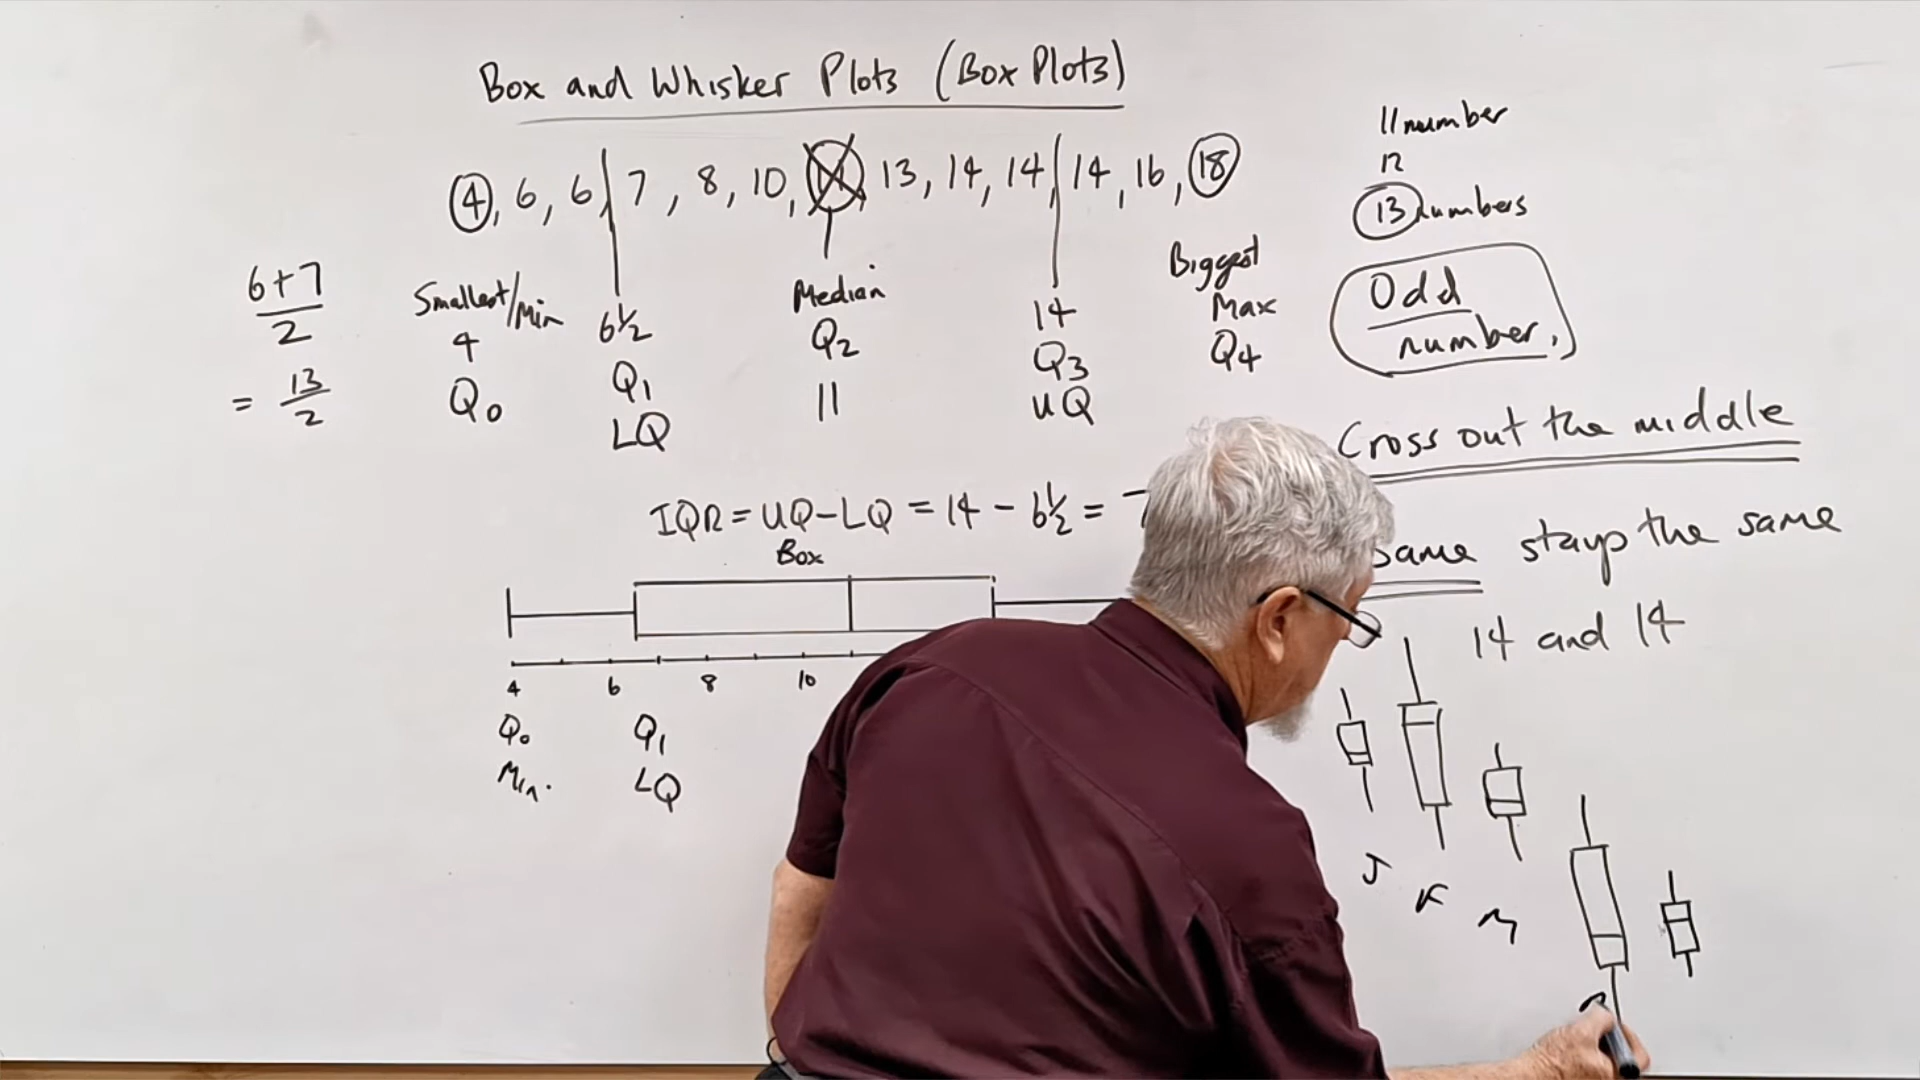 Box and Whisker Plots (Box Plots)
4, 6, 6, 7, 8, 10, 11, 13, 14, 14, 14, 16, 18
11 number
12
13 numbers
Odd
number.
6+7
2
= 13
2
Smallest/Min
4
Q0
6½
Q1
LQ
Median
Q2
11
14
Q3
UQ
Biggest
Max
Q4
Cross out the middle
same stays the same
14 and 14
IQR = UQ-LQ = 14 - 6½ = 7
Box
4 6 8 10
Q0 Q1
Min. LQ
J K M